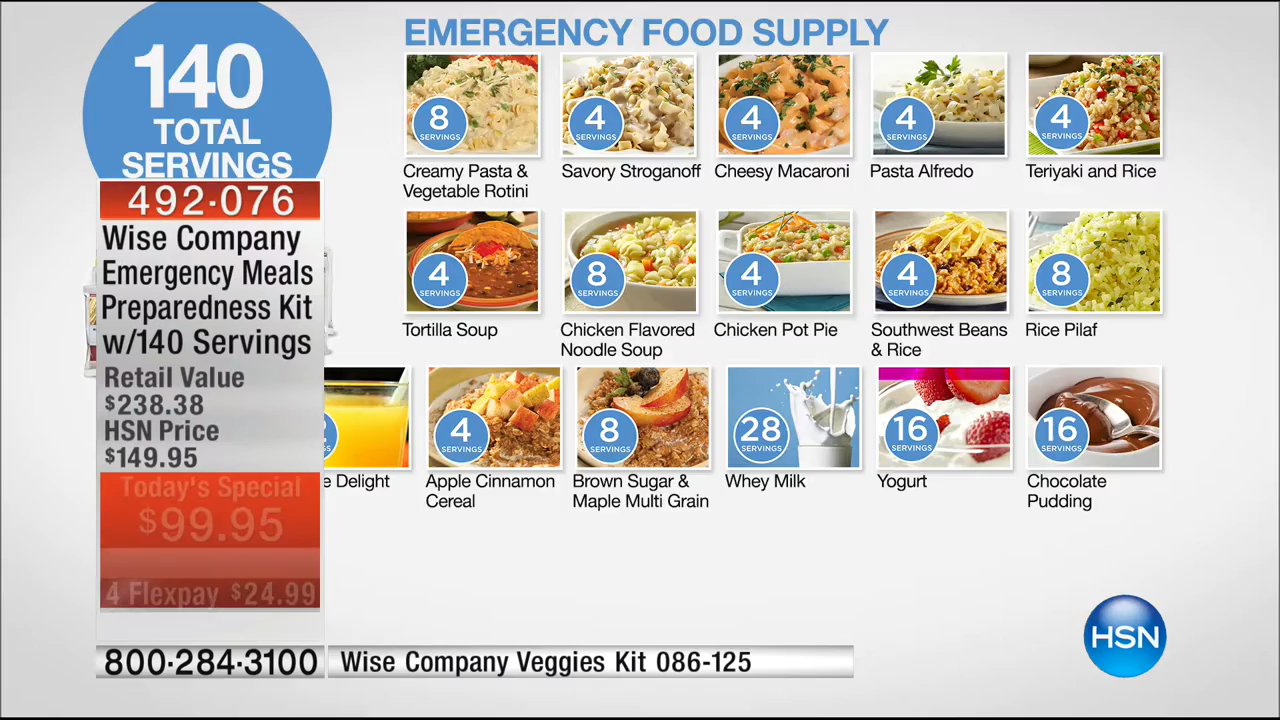 EMERGENCY FOOD SUPPLY
140
TOTAL
SERVINGS
492·076
Wise Company
Emergency Meals
Preparedness Kit
w/140 Servings
Retail Value
$238.38
HSN Price
$149.95
Today's Special
$99.95
4 Flexpay $24.99
8
SERVINGS
Creamy Pasta &
Vegetable Rotini
4
SERVINGS
Savory Stroganoff
4
SERVINGS
Cheesy Macaroni
4
SERVINGS
Pasta Alfredo
4
SERVINGS
Teriyaki and Rice
4
SERVINGS
Tortilla Soup
8
SERVINGS
Chicken Flavored
Noodle Soup
4
SERVINGS
Chicken Pot Pie
4
SERVINGS
Southwest Beans
& Rice
8
SERVINGS
Rice Pilaf
Delight
4
SERVINGS
Apple Cinnamon
Cereal
8
SERVINGS
Brown Sugar &
Maple Multi Grain
28
SERVINGS
Whey Milk
16
SERVINGS
Yogurt
16
SERVINGS
Chocolate
Pudding
HSN
800·284·3100
Wise Company Veggies Kit 086-125